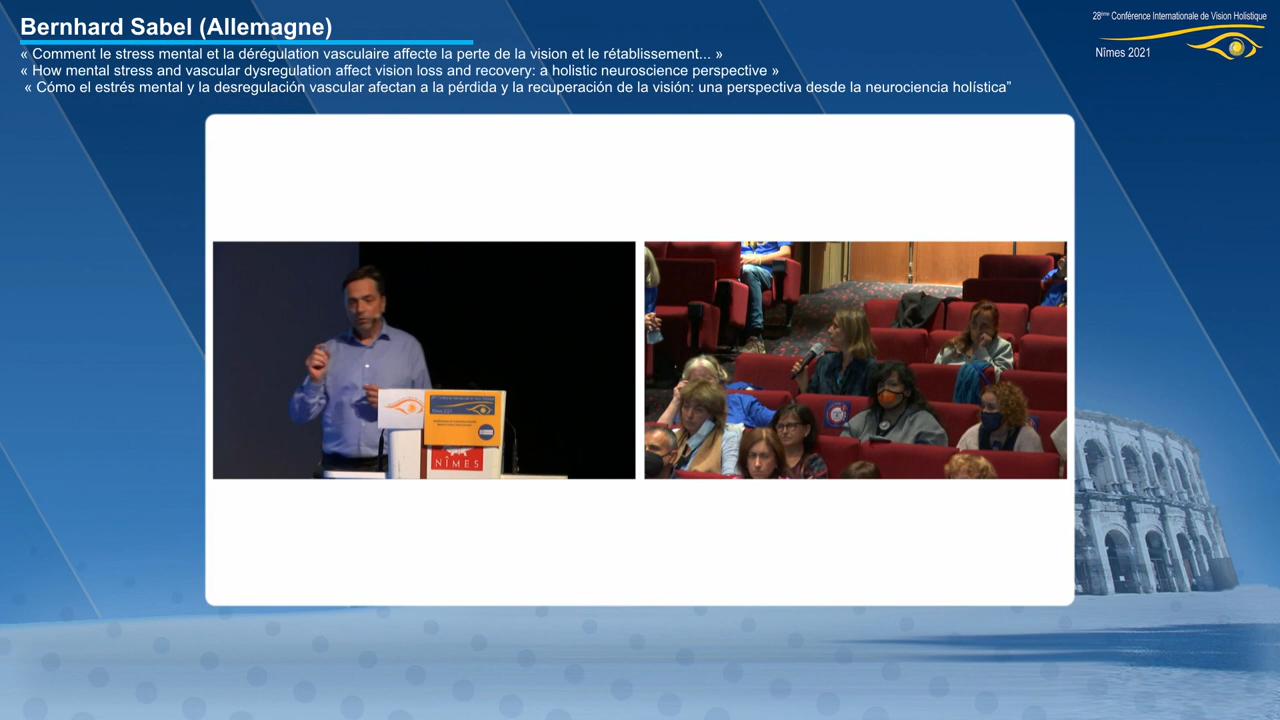 Bernhard Sabel (Allemagne)
« Comment le stress mental et la dérégulation vasculaire affecte la perte de la vision et le rétablissement... »
« How mental stress and vascular dysregulation affect vision loss and recovery: a holistic neuroscience perspective »
« Cómo el estrés mental y la desregulación vascular afectan a la pérdida y la recuperación de la visión: una perspectiva desde la neurociencia holística”
28ème Conférence Internationale de Vision Holistique
Nîmes 2021
NÎMES